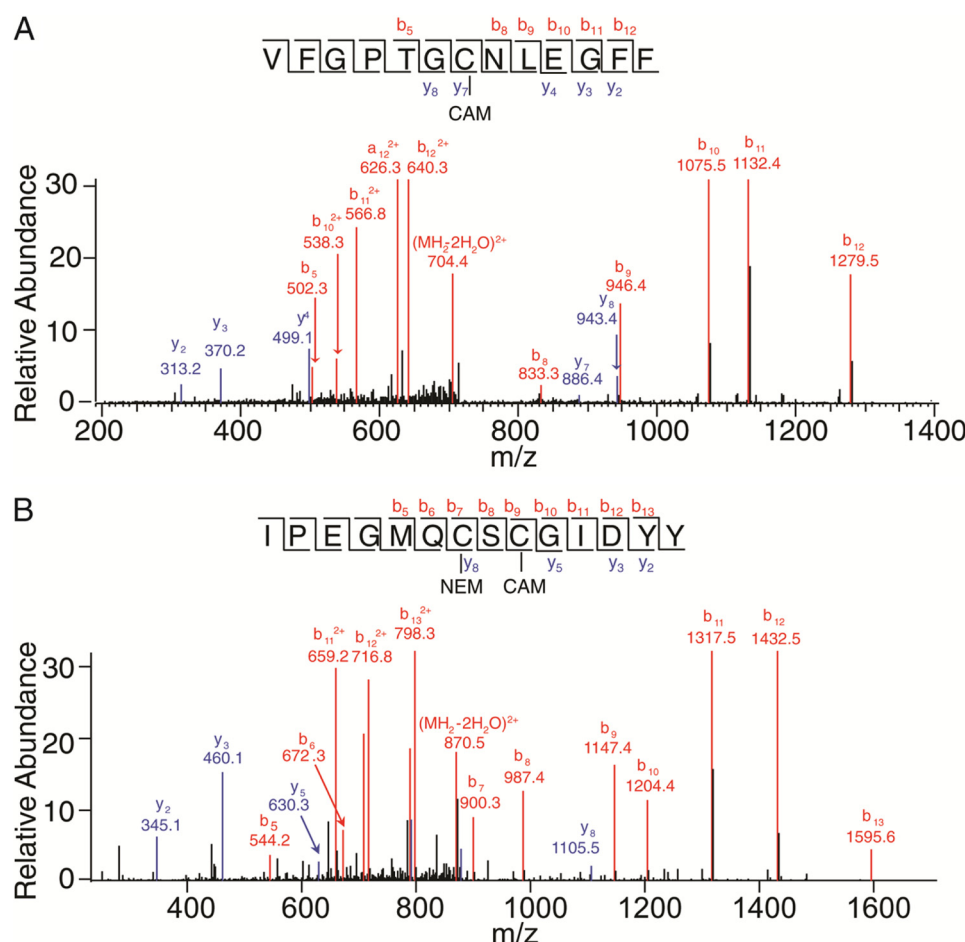 A
b5 b8 b9 b10 b11 b12
V F G P T G C N L E G F F
y8 y7 y4 y3 y2
CAM
Relative Abundance
30
20
10
0
a12 2+
626.3
b12 2+
640.3
b11 2+
566.8
b10 2+
538.3
b5
502.3
y4
499.1
y3
370.2
y2
313.2
(MH2-2H2O)2+
704.4
b8
833.3
y7
886.4
y8
943.4
b9
946.4
b10
1075.5
b11
1132.4
b12
1279.5
200 400 600 800 1000 1200 1400
m/z
B
b5 b6 b7 b8 b9 b10 b11 b12 b13
I P E G M Q C S C G I D Y Y
y8 y5 y3 y2
NEM CAM
Relative Abundance
30
20
10
0
b11 2+
659.2
b12 2+
716.8
b13 2+
798.3
(MH2-2H2O)2+
870.5
b6
672.3
y3
460.1
y5
630.3
y2
345.1
b5
544.2
b7
900.3
b8
987.4
y8
1105.5
b9
1147.4
b10
1204.4
b11
1317.5
b12
1432.5
b13
1595.6
400 600 800 1000 1200 1400 1600
m/z